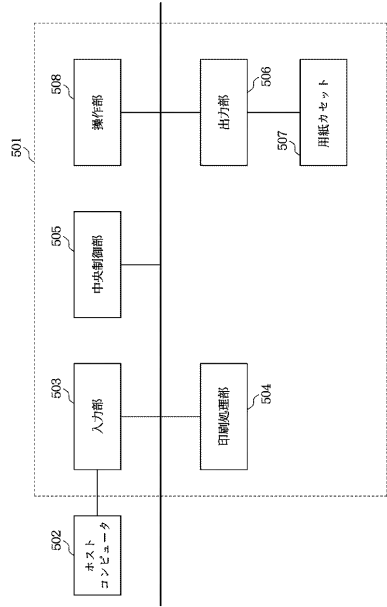 501
502
ホスト
コンピュータ
503
入力部
505
中央制御部
508
操作部
504
印刷処理部
506
出力部
507
用紙カセット